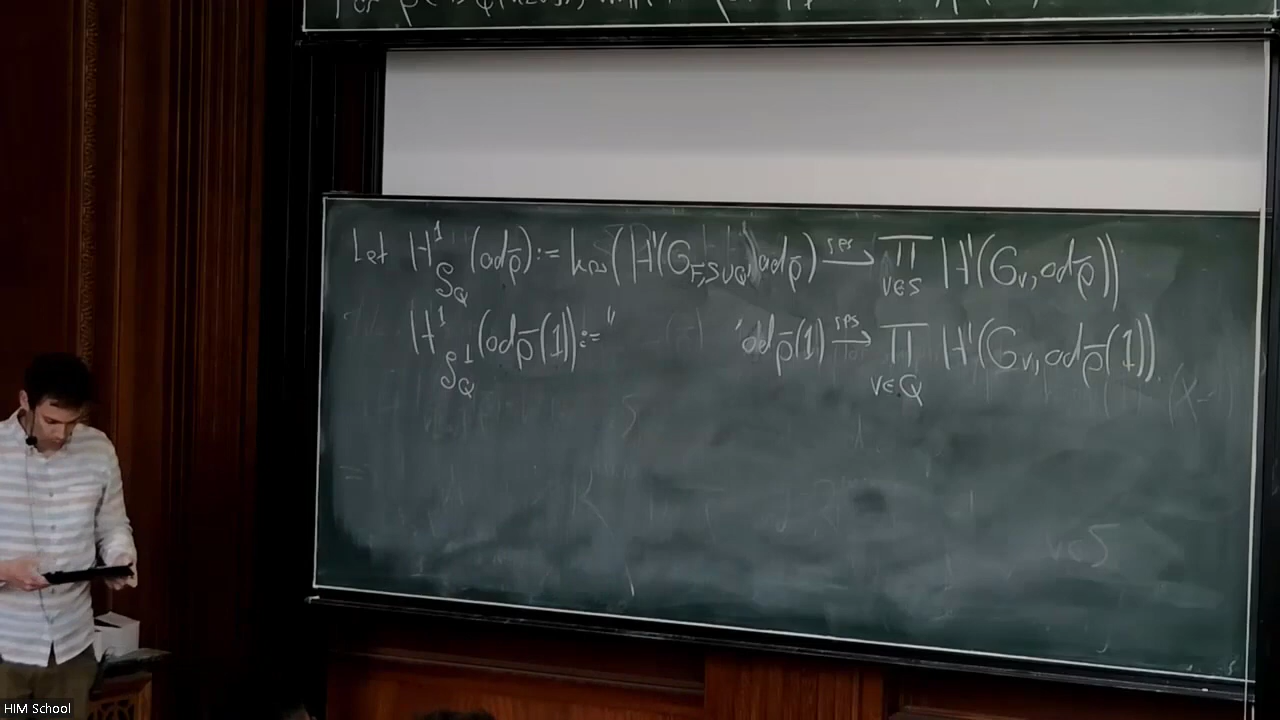 Let H^1_{S_Q}(ad ρ̄) := ker(H^1(G_{F,S∪Q}, ad ρ̄) →^{res} ∏_{v∈S} H^1(G_v, ad ρ̄))
H^1_{S_Q^⊥}(ad ρ̄(1)) := " " ad ρ̄(1) →^{res} ∏_{v∈Q} H^1(G_v, ad ρ̄(1)).
v∈S
HIM School